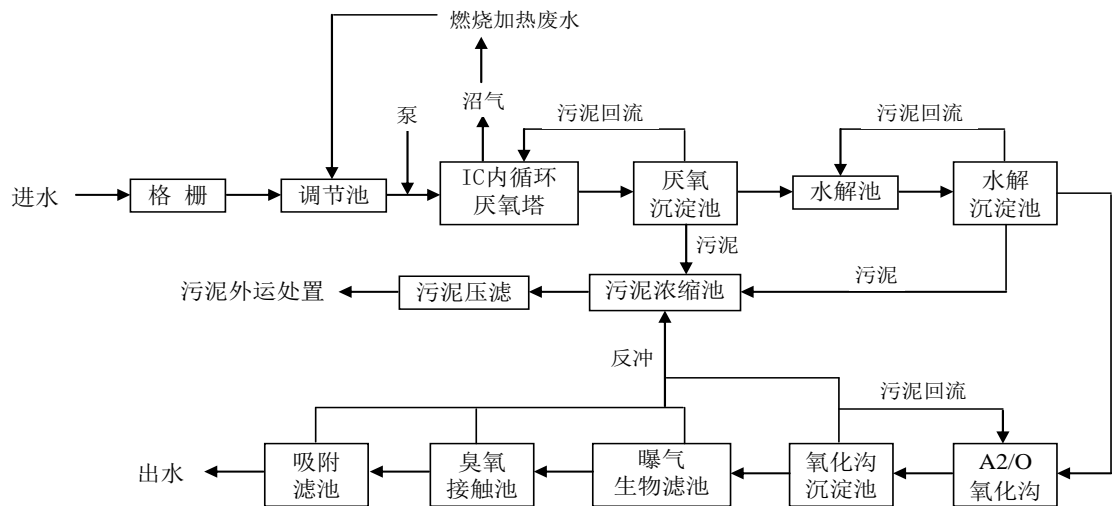 燃烧加热废水
沼气
泵
污泥回流
污泥回流
进水
格 栅
调节池
IC内循环
厌氧塔
厌氧
沉淀池
水解池
水解
沉淀池
污泥
污泥
污泥外运处置
污泥压滤
污泥浓缩池
反冲
污泥回流
出水
吸附
滤池
臭氧
接触池
曝气
生物滤池
氧化沟
沉淀池
A2/O
氧化沟